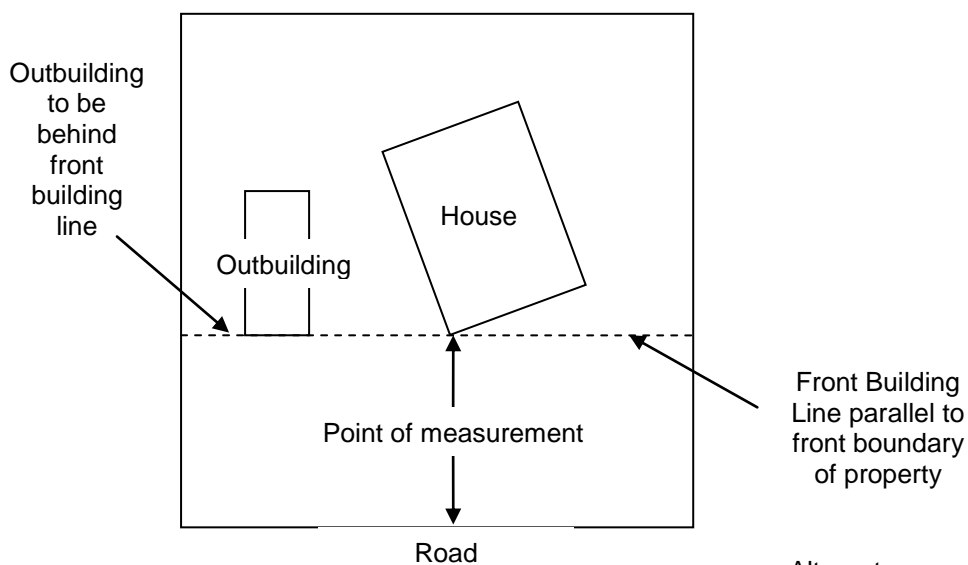 Outbuilding
to be
behind
front
building
line
House
Outbuilding
Front Building
Line parallel to
front boundary
of property
Point of measurement
Road